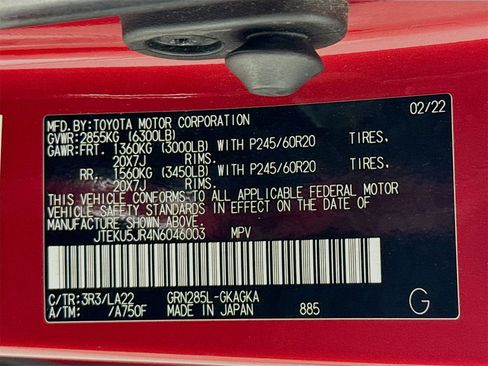 MFD.BY:TOYOTA MOTOR CORPORATION 02/22
GVWR:2855KG (6300LB)
GAWR:FRT. 1360KG (3000LB) WITH P245/60R20 TIRES.
20X7J RIMS.
RR. 1560KG (3450LB) WITH P245/60R20 TIRES.
20X7J RIMS.
THIS VEHICLE CONFORMS TO ALL APPLICABLE FEDERAL MOTOR
VEHICLE SAFETY STANDARDS IN EFFECT ON THE DATE OF
MANUFACTURE SHOWN ABOVE.
JTEKU5JR4N6046003 MPV
C/TR:3R3/LA22 GRN285L-GKAGKA
A/TM: /A750F MADE IN JAPAN 885 G